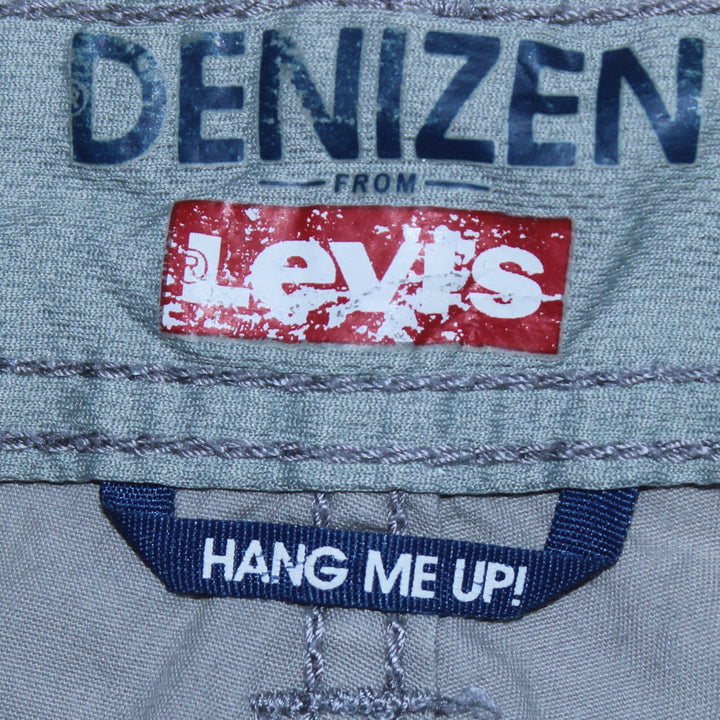 DENIZEN
® FROM
® Levi's
HANG ME UP!